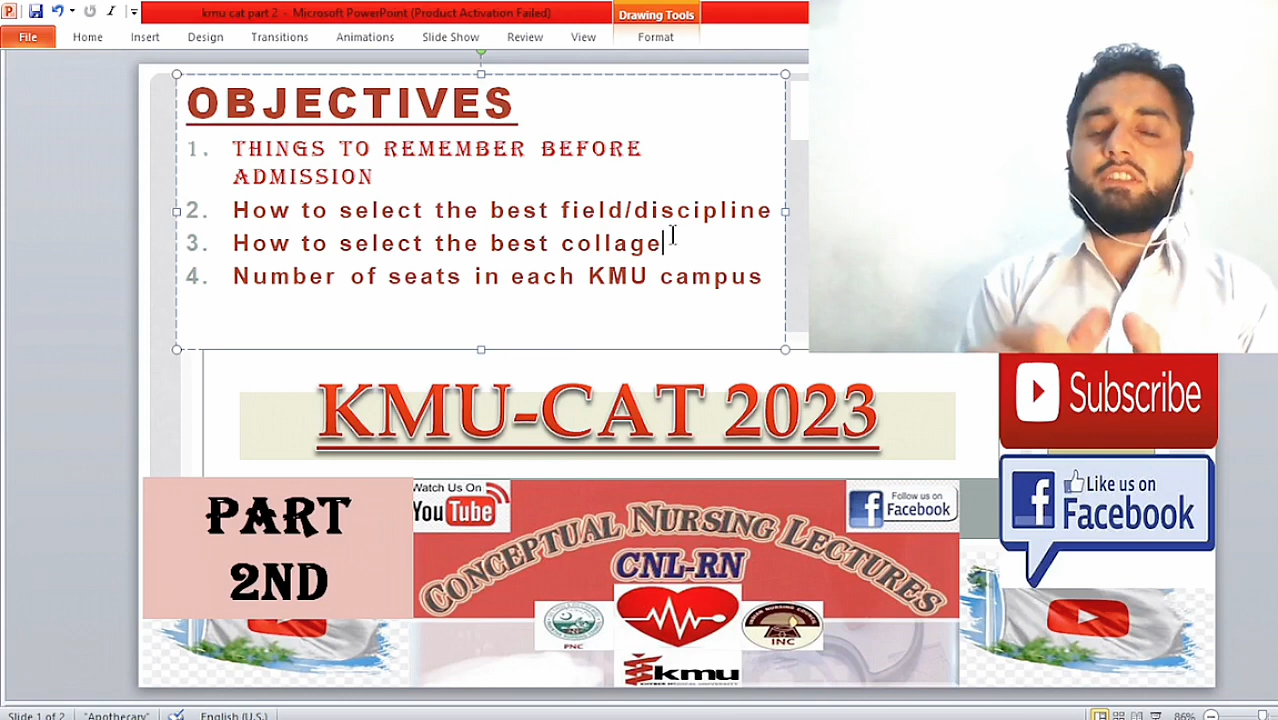 kmu cat part 2 - Microsoft PowerPoint (Product Activation Failed)
Drawing Tools
File Home Insert Design Transitions Animations Slide Show Review View Format
OBJECTIVES
1. THINGS TO REMEMBER BEFORE
ADMISSION
2. How to select the best field/discipline
3. How to select the best collage
4. Number of seats in each KMU campus
KMU-CAT 2023
Subscribe
Like us on
Facebook
PART
2ND
Watch Us On
YouTube
Follow us on
Facebook
CONCEPTUAL NURSING LECTURES
CNL-RN
PNC
INC
kmu
Slide 1 of 2 "Apothecary" English (U.S.) 86%